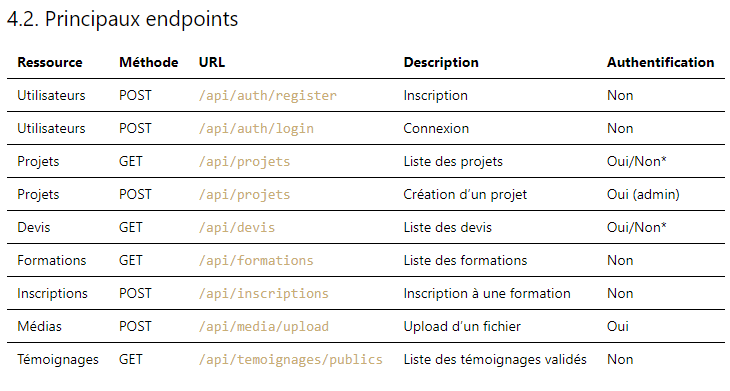 4.2. Principaux endpoints
Ressource Méthode URL Description Authentification
Utilisateurs POST /api/auth/register Inscription Non
Utilisateurs POST /api/auth/login Connexion Non
Projets GET /api/projets Liste des projets Oui/Non*
Projets POST /api/projets Création d’un projet Oui (admin)
Devis GET /api/devis Liste des devis Oui/Non*
Formations GET /api/formations Liste des formations Non
Inscriptions POST /api/inscriptions Inscription à une formation Non
Médias POST /api/media/upload Upload d’un fichier Oui
Témoignages GET /api/temoignages/publics Liste des témoignages validés Non